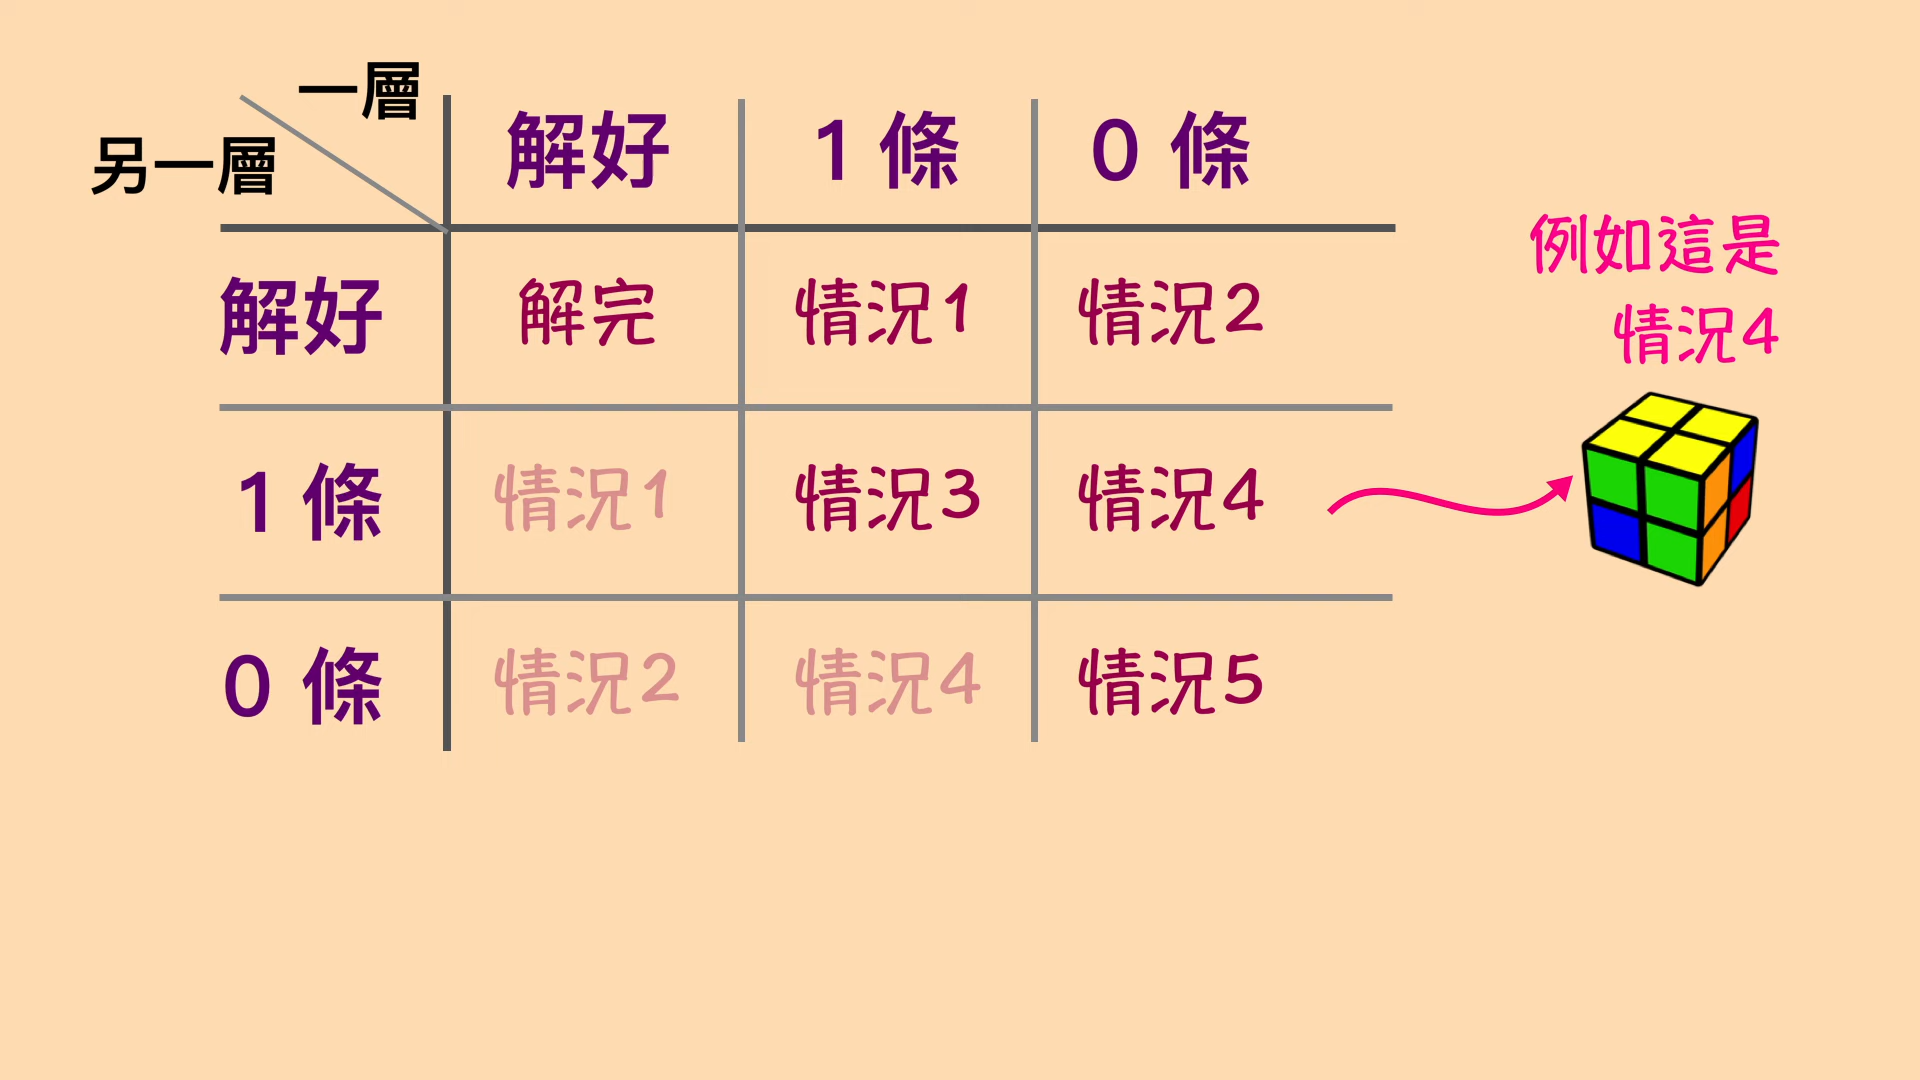 一層
另一層
解好 1 條 0 條
解好 解完 情況1 情況2
1 條 情況1 情況3 情況4
0 條 情況2 情況4 情況5
例如這是
情況4